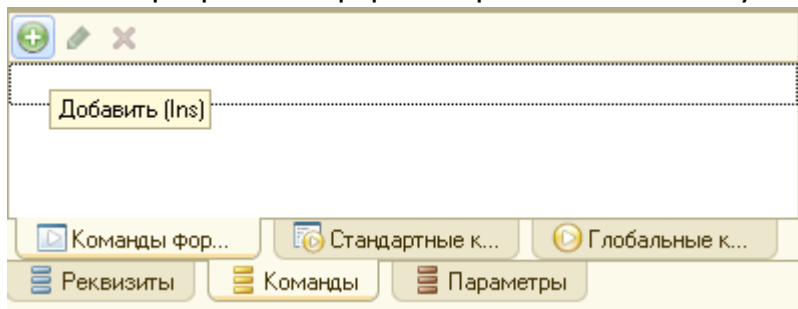 Добавить (Ins)
Команды фор... Стандартные к... Глобальные к...
Реквизиты Команды Параметры